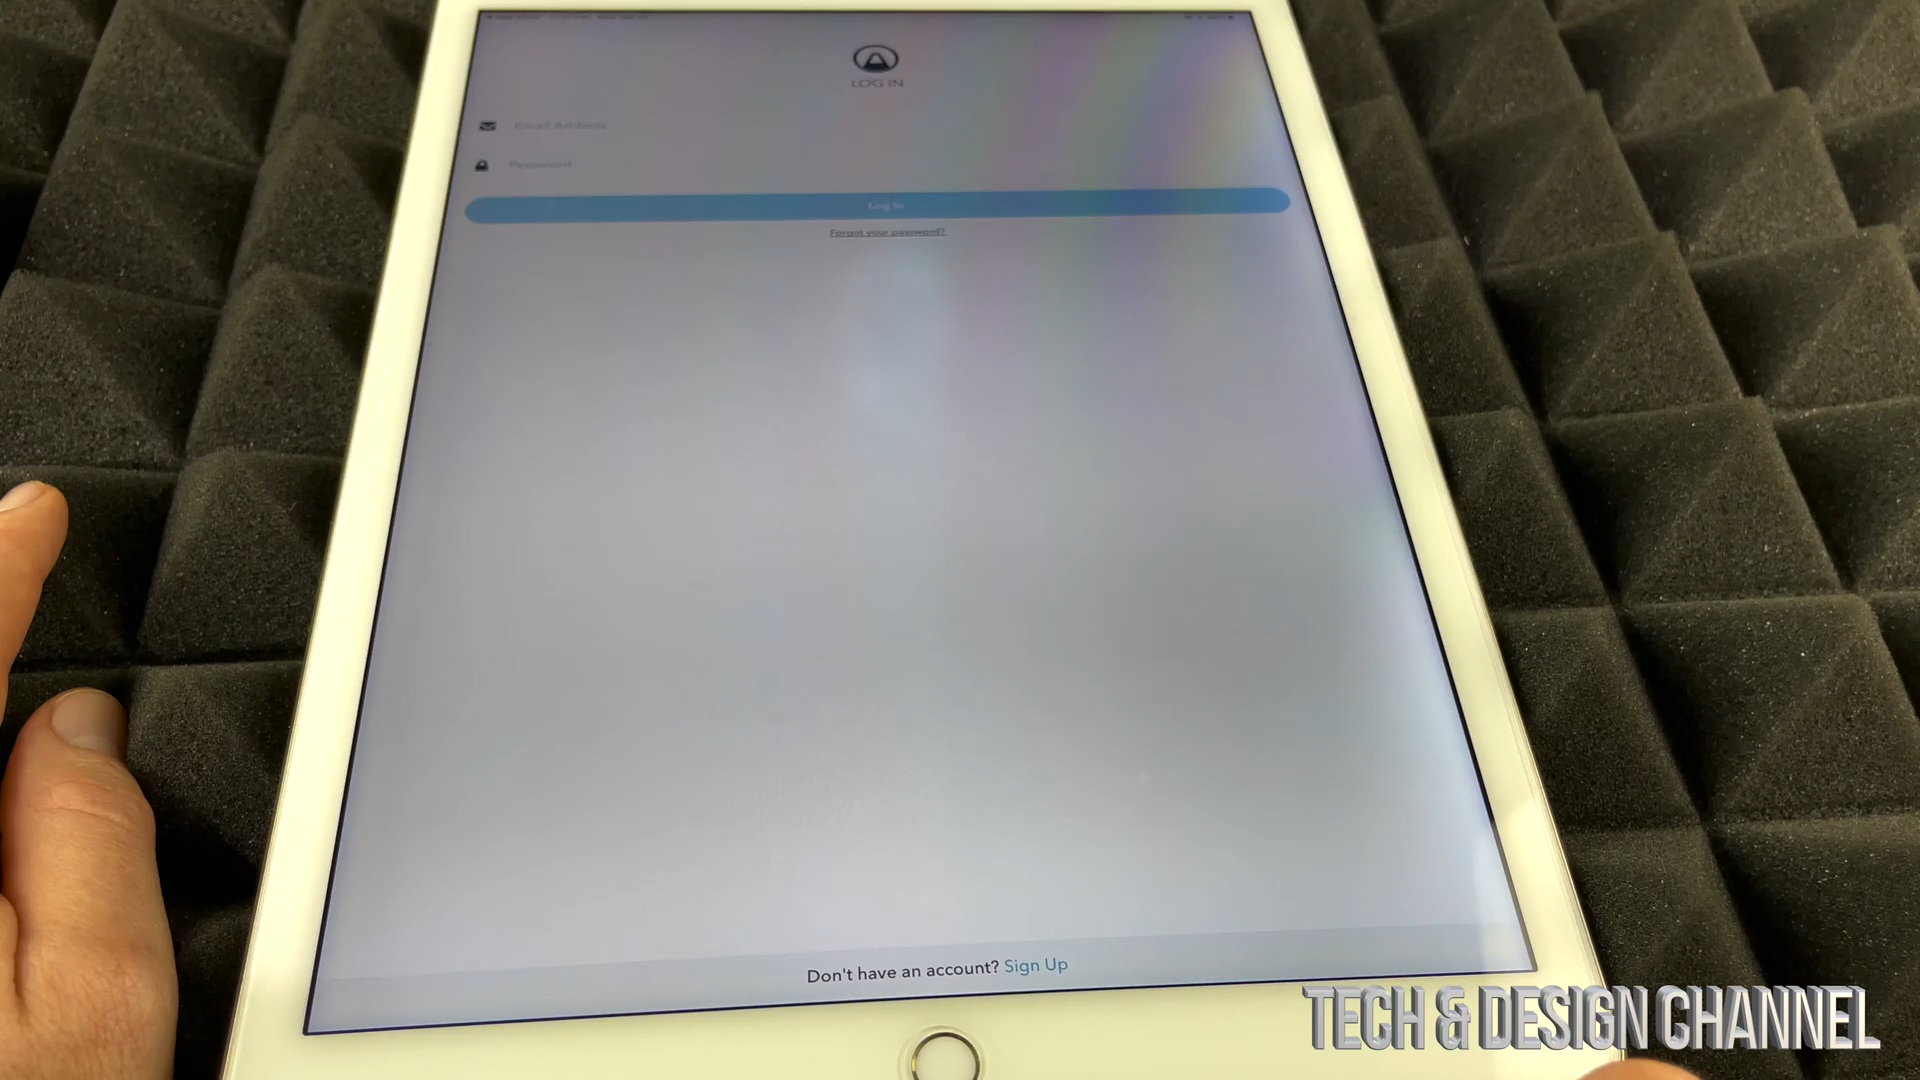 LOG IN
Email Address
Password
Log In
Forgot your password?
Don't have an account? Sign Up
TECH & DESIGN CHANNEL